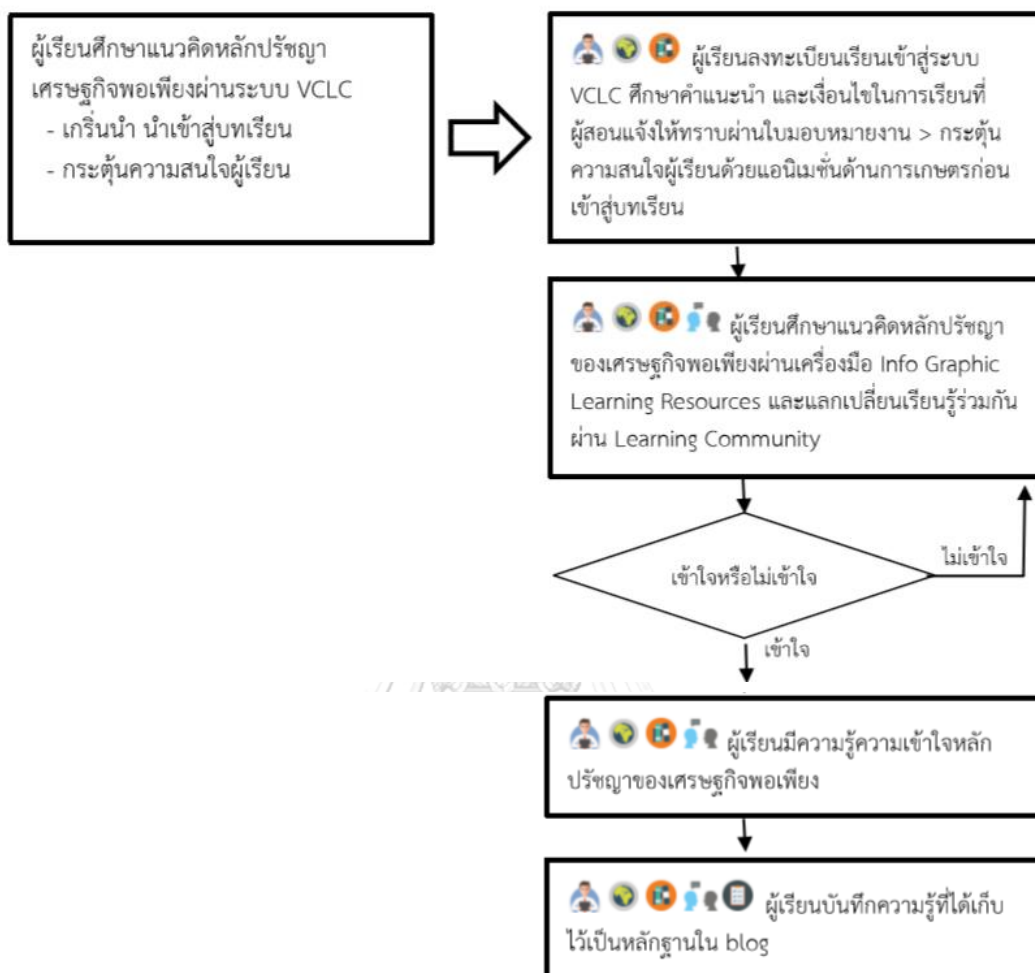 ผู้เรียนศึกษาแนวคิดหลักปรัชญา
เศรษฐกิจพอเพียงผ่านระบบ VCLC
- เกริ่นนำ นำเข้าสู่บทเรียน
- กระตุ้นความสนใจผู้เรียน
ผู้เรียนลงทะเบียนเรียนเข้าสู่ระบบ
VCLC ศึกษาคำแนะนำ และเงื่อนไขในการเรียนที่
ผู้สอนแจ้งให้ทราบผ่านใบมอบหมายงาน > กระตุ้น
ความสนใจผู้เรียนด้วยแอนิเมชั่นด้านการเกษตรก่อน
เข้าสู่บทเรียน
ผู้เรียนศึกษาแนวคิดหลักปรัชญา
ของเศรษฐกิจพอเพียงผ่านเครื่องมือ Info Graphic
Learning Resources และแลกเปลี่ยนเรียนรู้ร่วมกัน
ผ่าน Learning Community
เข้าใจหรือไม่เข้าใจ
ไม่เข้าใจ
เข้าใจ
ผู้เรียนมีความรู้ความเข้าใจหลัก
ปรัชญาของเศรษฐกิจพอเพียง
ผู้เรียนบันทึกความรู้ที่ได้เก็บ
ไว้เป็นหลักฐานใน blog